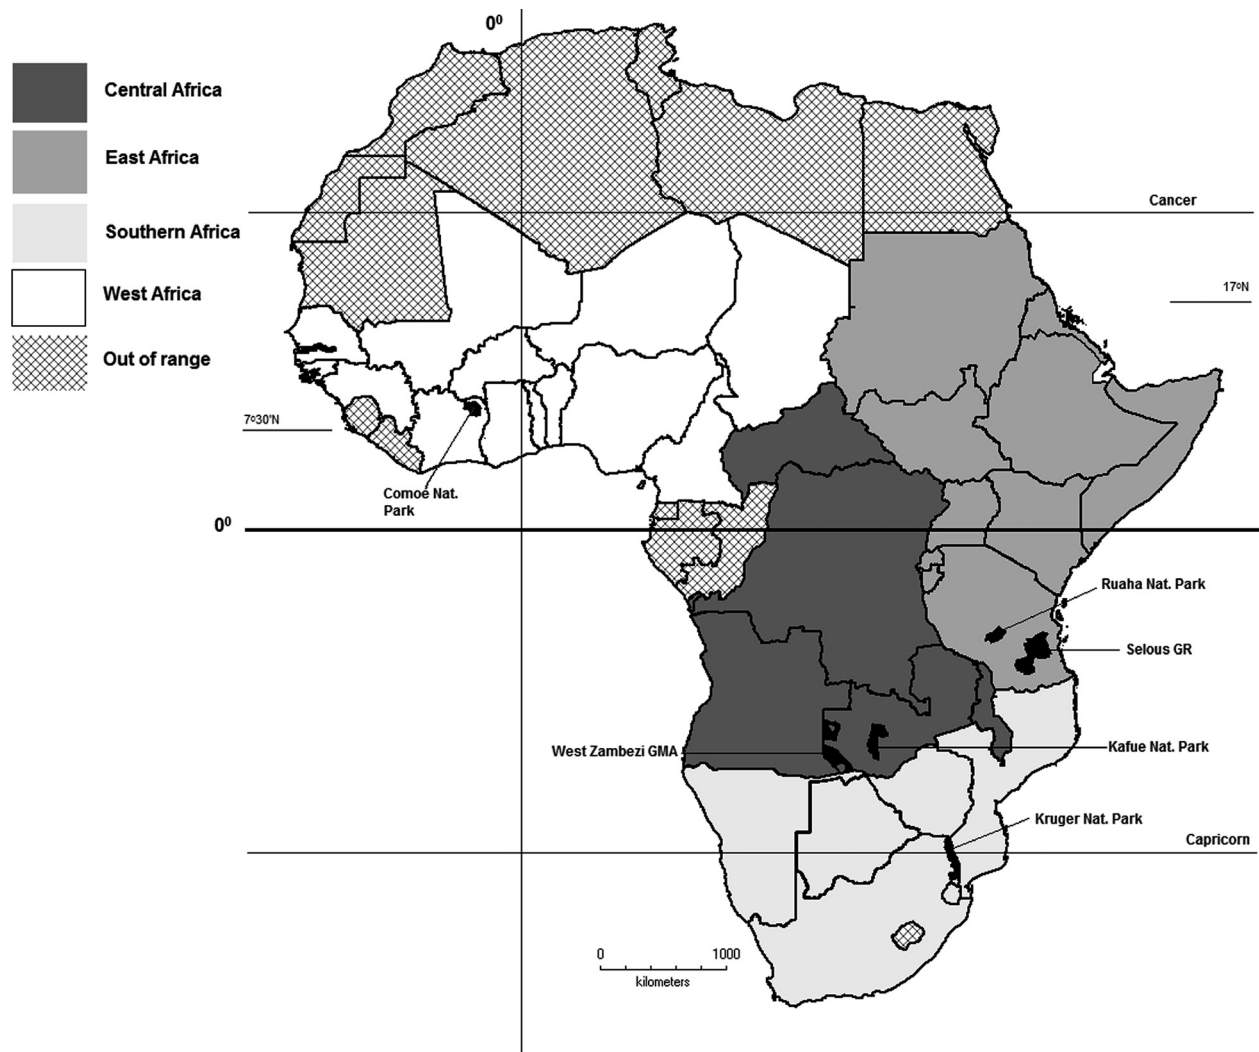 0⁰
Central Africa
East Africa
Southern Africa
West Africa
Out of range
Cancer
17ºN
7º30'N
Comoe Nat.
Park
0⁰
Ruaha Nat. Park
Selous GR
West Zambezi GMA
Kafue Nat. Park
Kruger Nat. Park
Capricorn
0 1000
kilometers